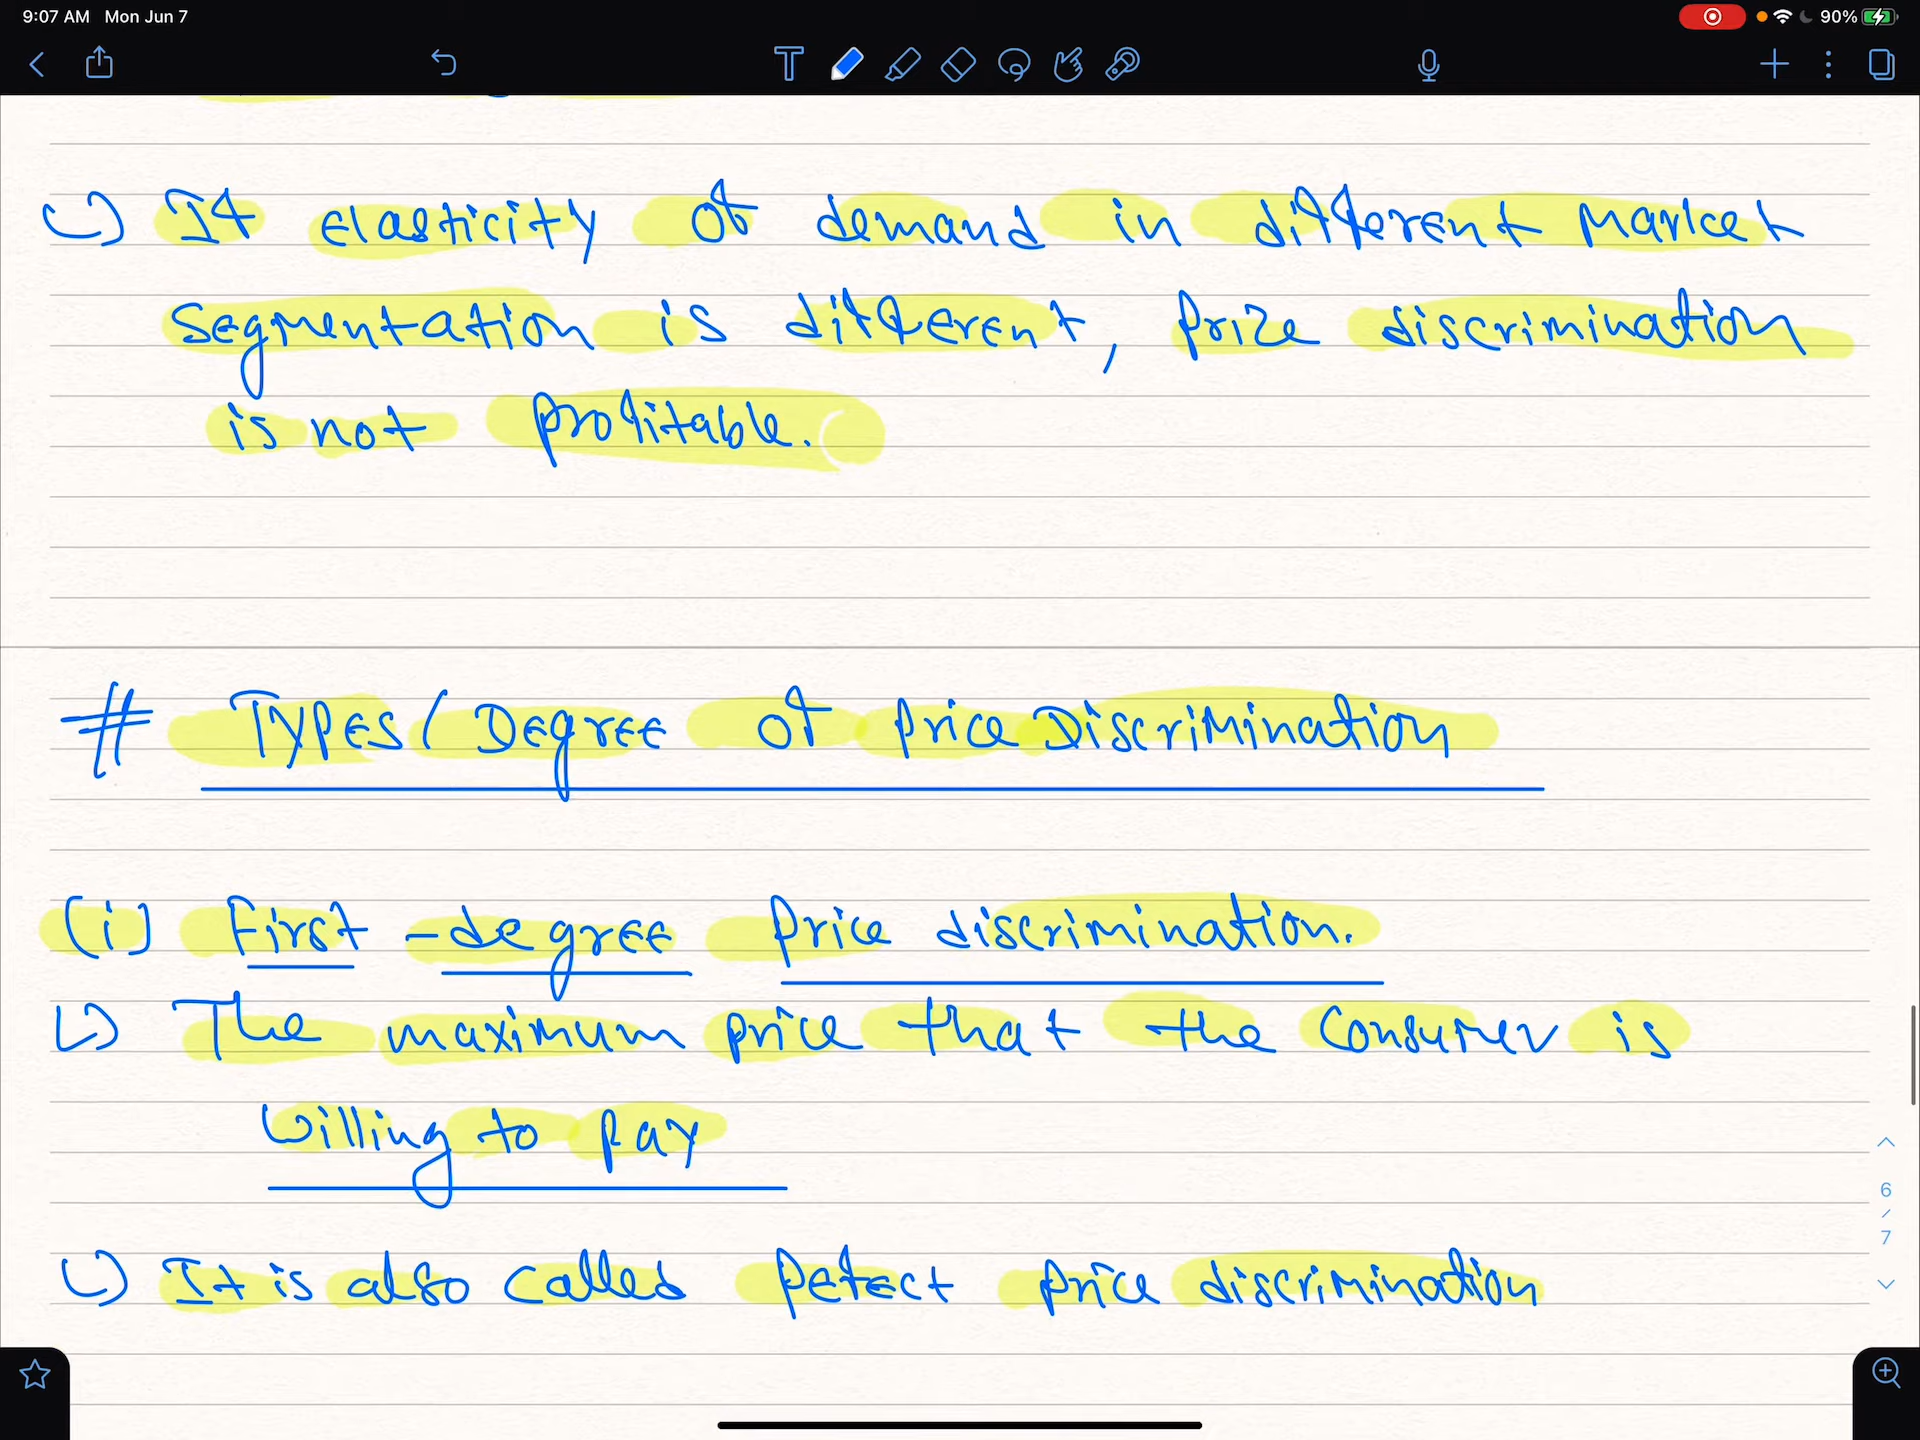 9:07 AM Mon Jun 7
90%
If elasticity of demand in different market
segmentation is different, prize discrimination
is not profitable.
# Types / Degree of Price Discrimination
(i) First - degree Price discrimination.
The maximum price that the consumer is
willing to pay
6
/
7
It is also called Pefect price discrimination